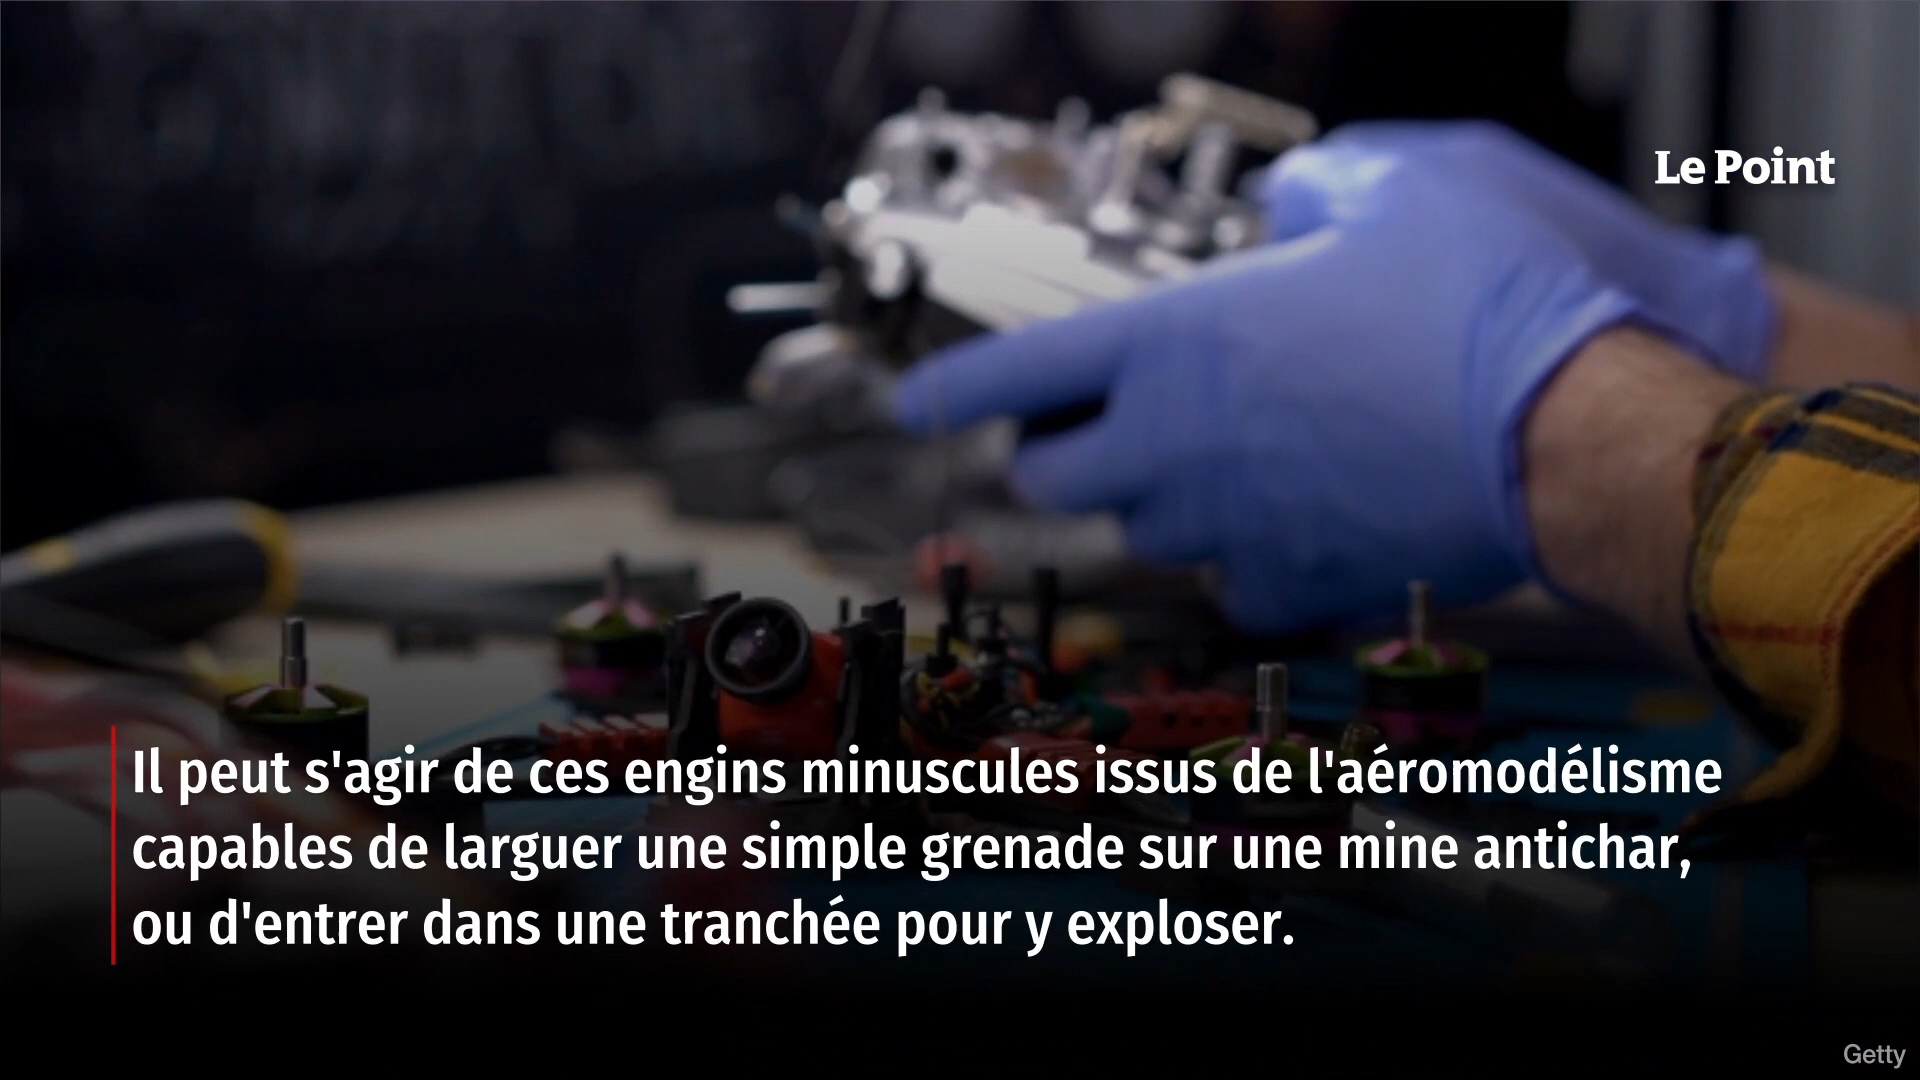 Le Point
Il peut s'agir de ces engins minuscules issus de l'aéromodélisme
capables de larguer une simple grenade sur une mine antichar,
ou d'entrer dans une tranchée pour y exploser.
Getty